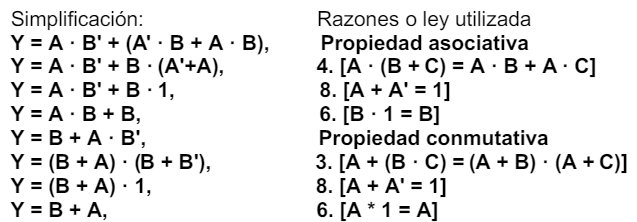 Simplificación: Razones o ley utilizada
Y = A · B' + (A' · B + A · B), Propiedad asociativa
Y = A · B' + B · (A'+A), 4. [A · (B + C) = A · B + A · C]
Y = A · B' + B · 1, 8. [A + A' = 1]
Y = A · B + B, 6. [B · 1 = B]
Y = B + A · B', Propiedad conmutativa
Y = (B + A) · (B + B'), 3. [A + (B · C) = (A + B) · (A + C)]
Y = (B + A) · 1, 8. [A + A' = 1]
Y = B + A, 6. [A * 1 = A]